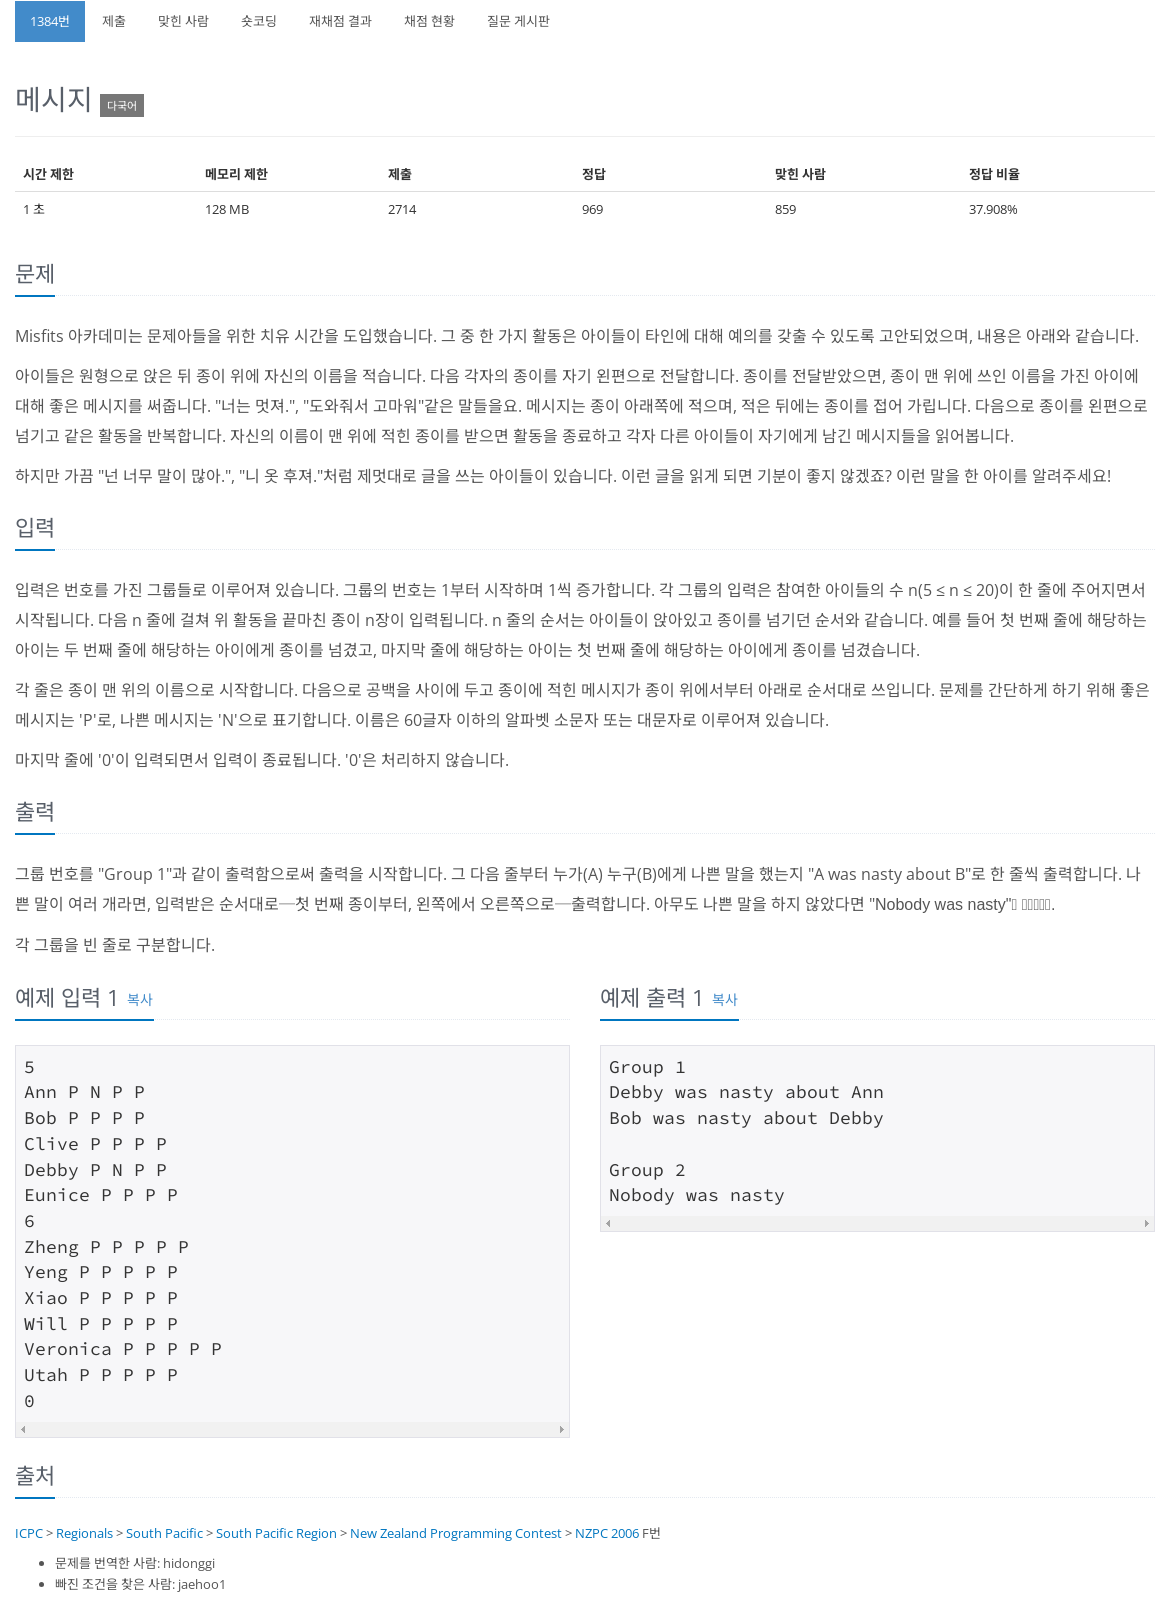 1384번 제출 맞힌 사람 숏코딩 재채점 결과 채점 현황 질문 게시판
메시지 다국어
시간 제한 메모리 제한 제출 정답 맞힌 사람 정답 비율
1 초 128 MB 2714 969 859 37.908%
문제
Misfits 아카데미는 문제아들을 위한 치유 시간을 도입했습니다. 그 중 한 가지 활동은 아이들이 타인에 대해 예의를 갖출 수 있도록 고안되었으며, 내용은 아래와 같습니다.
아이들은 원형으로 앉은 뒤 종이 위에 자신의 이름을 적습니다. 다음 각자의 종이를 자기 왼편으로 전달합니다. 종이를 전달받았으면, 종이 맨 위에 쓰인 이름을 가진 아이에
대해 좋은 메시지를 써줍니다. "너는 멋져.", "도와줘서 고마워"같은 말들을요. 메시지는 종이 아래쪽에 적으며, 적은 뒤에는 종이를 접어 가립니다. 다음으로 종이를 왼편으로
넘기고 같은 활동을 반복합니다. 자신의 이름이 맨 위에 적힌 종이를 받으면 활동을 종료하고 각자 다른 아이들이 자기에게 남긴 메시지들을 읽어봅니다.
하지만 가끔 "넌 너무 말이 많아.", "니 옷 후져."처럼 제멋대로 글을 쓰는 아이들이 있습니다. 이런 글을 읽게 되면 기분이 좋지 않겠죠? 이런 말을 한 아이를 알려주세요!
입력
입력은 번호를 가진 그룹들로 이루어져 있습니다. 그룹의 번호는 1부터 시작하며 1씩 증가합니다. 각 그룹의 입력은 참여한 아이들의 수 n(5 ≤ n ≤ 20)이 한 줄에 주어지면서
시작됩니다. 다음 n 줄에 걸쳐 위 활동을 끝마친 종이 n장이 입력됩니다. n 줄의 순서는 아이들이 앉아있고 종이를 넘기던 순서와 같습니다. 예를 들어 첫 번째 줄에 해당하는
아이는 두 번째 줄에 해당하는 아이에게 종이를 넘겼고, 마지막 줄에 해당하는 아이는 첫 번째 줄에 해당하는 아이에게 종이를 넘겼습니다.
각 줄은 종이 맨 위의 이름으로 시작합니다. 다음으로 공백을 사이에 두고 종이에 적힌 메시지가 종이 위에서부터 아래로 순서대로 쓰입니다. 문제를 간단하게 하기 위해 좋은
메시지는 'P'로, 나쁜 메시지는 'N'으로 표기합니다. 이름은 60글자 이하의 알파벳 소문자 또는 대문자로 이루어져 있습니다.
마지막 줄에 '0'이 입력되면서 입력이 종료됩니다. '0'은 처리하지 않습니다.
출력
그룹 번호를 "Group 1"과 같이 출력함으로써 출력을 시작합니다. 그 다음 줄부터 누가(A) 누구(B)에게 나쁜 말을 했는지 "A was nasty about B"로 한 줄씩 출력합니다. 나
쁜 말이 여러 개라면, 입력받은 순서대로─첫 번째 종이부터, 왼쪽에서 오른쪽으로─출력합니다. 아무도 나쁜 말을 하지 않았다면 "Nobody was nasty"
각 그룹을 빈 줄로 구분합니다.
예제 입력 1 복사
5
Ann P N P P
Bob P P P P
Clive P P P P
Debby P N P P
Eunice P P P P
6
Zheng P P P P P
Yeng P P P P P
Xiao P P P P P
Will P P P P P
Veronica P P P P P
Utah P P P P P
0
예제 출력 1 복사
Group 1
Debby was nasty about Ann
Bob was nasty about Debby
Group 2
Nobody was nasty
출처
ICPC > Regionals > South Pacific > South Pacific Region > New Zealand Programming Contest > NZPC 2006 F번
문제를 번역한 사람: hidonggi
빠진 조건을 찾은 사람: jaehoo1